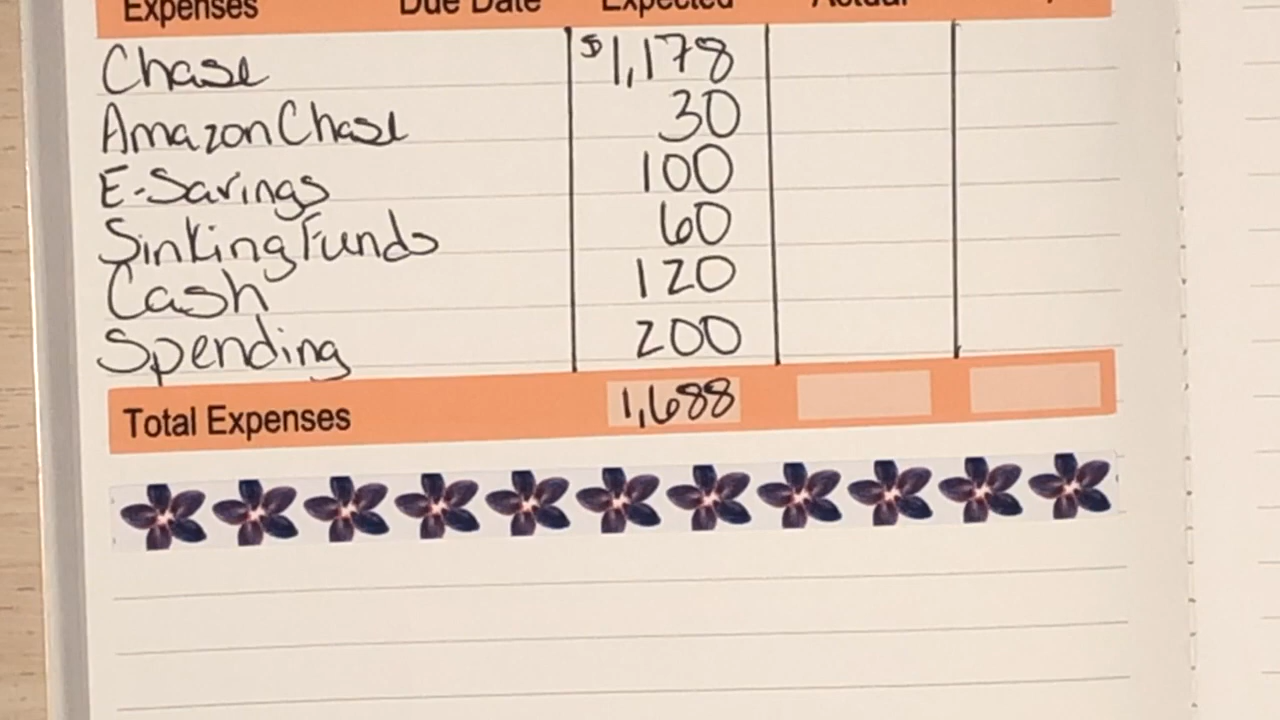 Expenses Due Date Expected Actual
Chase $1,178
Amazon Chase 30
E-Savings 100
Sinking Funds 60
Cash 120
Spending 200
Total Expenses 1,688